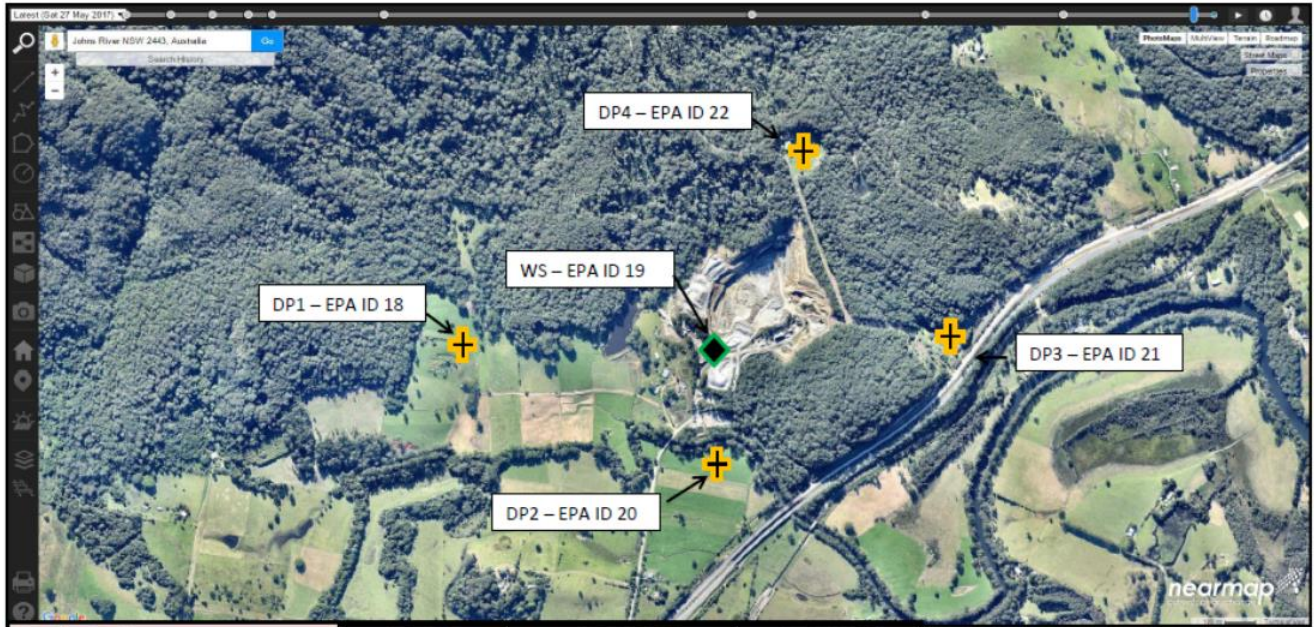 Latest (Sat 27 May 2017)
Johns River NSW 2443, Australia
Go
Search History
PhotoMaps
MultiView
Terrain
Roadmap
Street Maps
Properties
+
−
DP4 – EPA ID 22
WS – EPA ID 19
DP1 – EPA ID 18
DP3 – EPA ID 21
DP2 – EPA ID 20
nearmap
Google
?